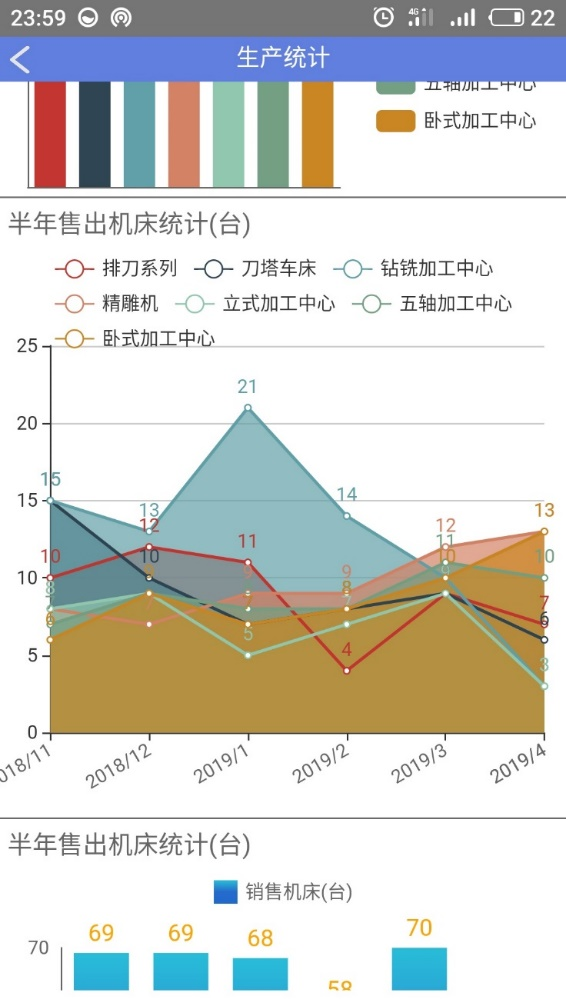 23:59 4G 22
生产统计
五轴加工中心
卧式加工中心
半年售出机床统计(台)
排刀系列 刀塔车床 钻铣加工中心
精雕机 立式加工中心 五轴加工中心
卧式加工中心
25
21
20
15 15
13 12 11 14 12 13
10 10 10 11 10
9 8
7 6
5 5 4
3
0
018/11 2018/12 2019/1 2019/2 2019/3 2019/4
半年售出机床统计(台)
销售机床(台)
70 69 69 68 58 70